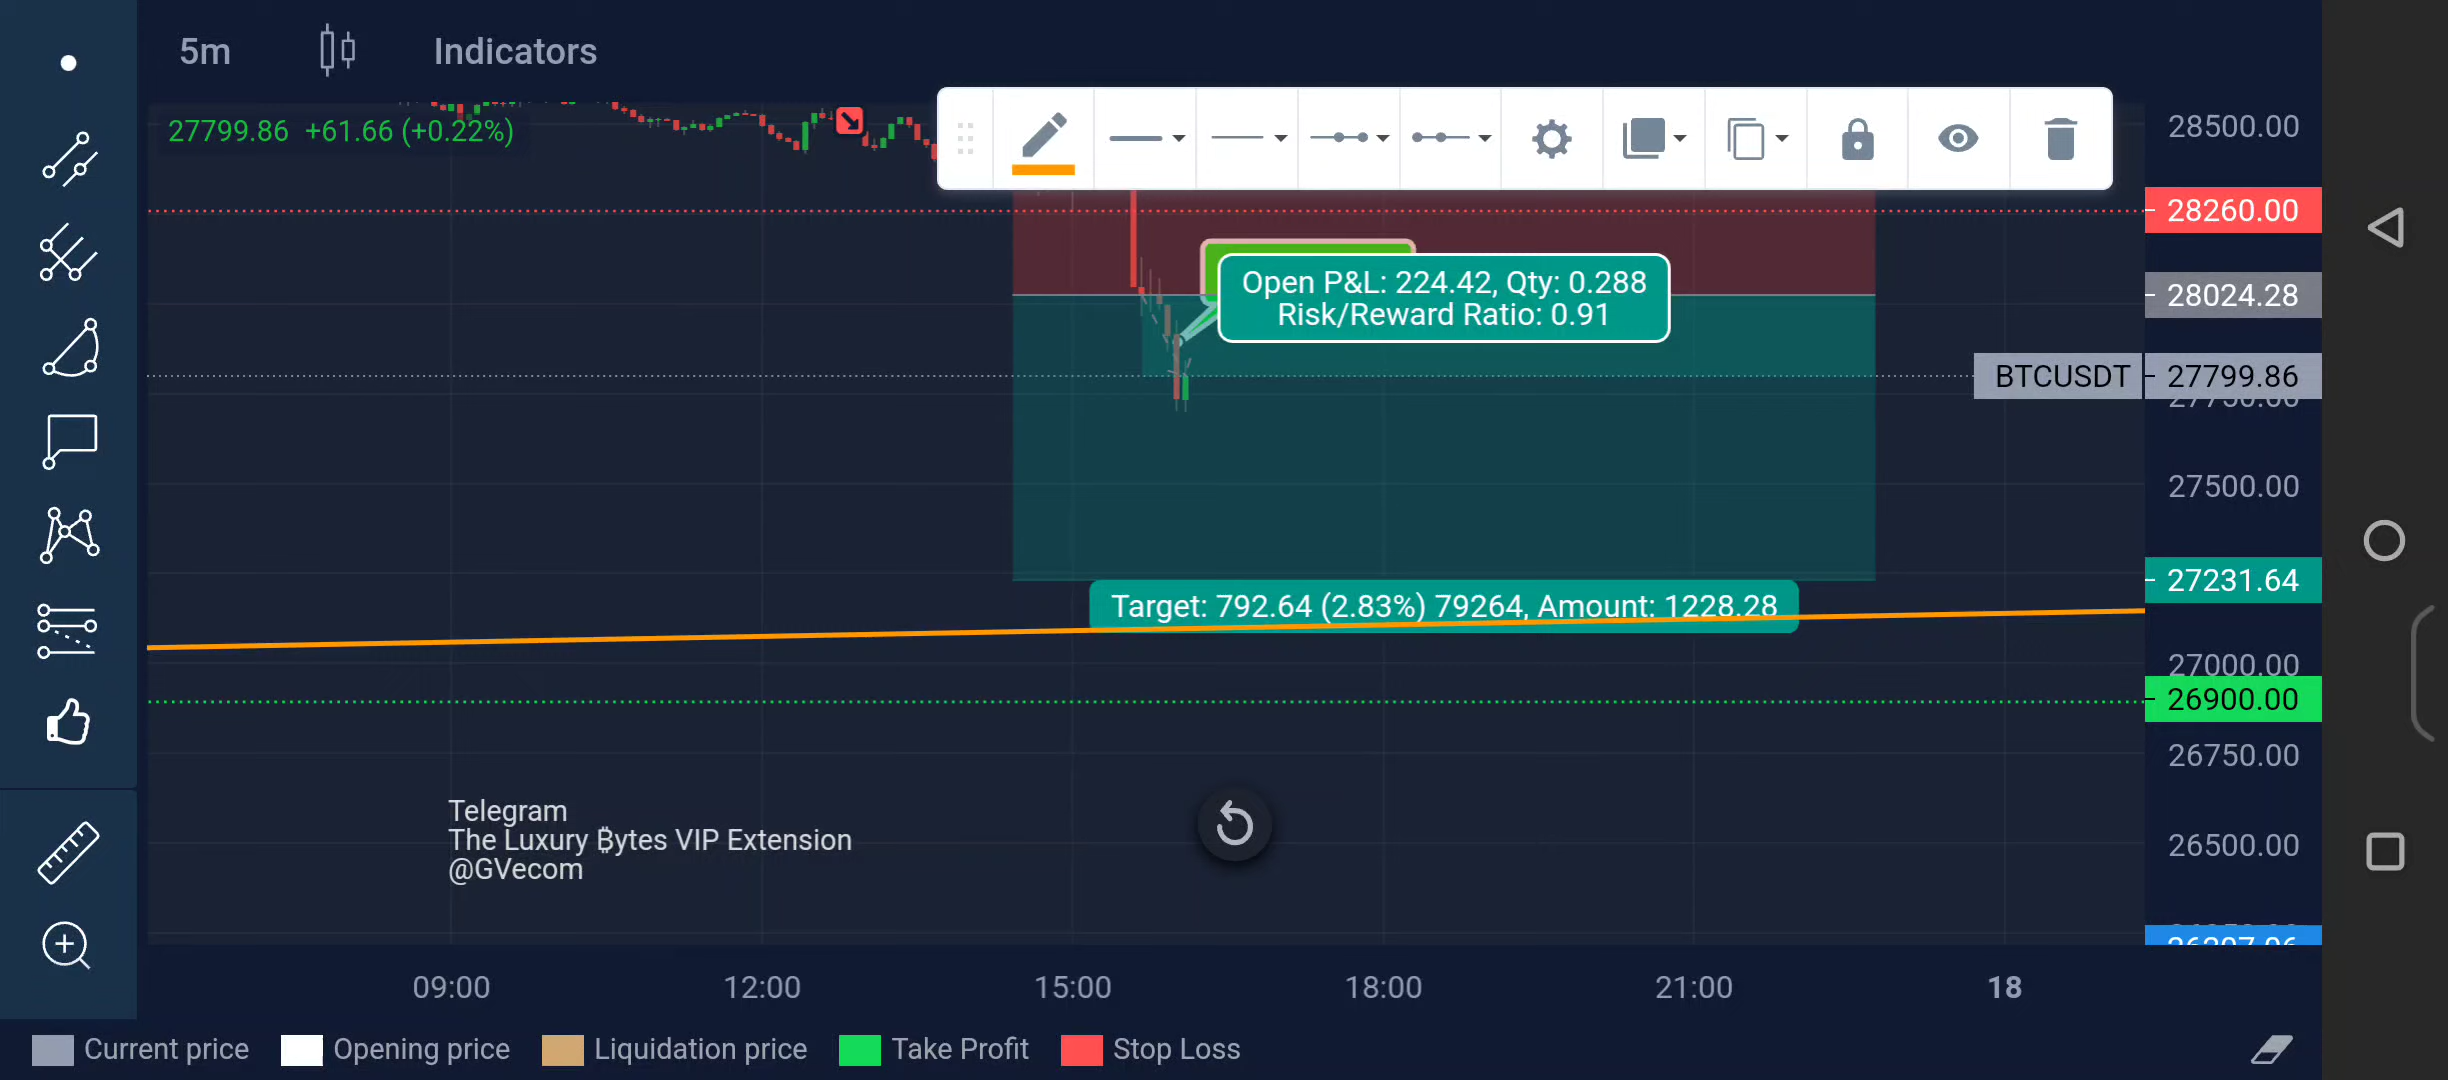 5m Indicators
27799.86 +61.66 (+0.22%)
28500.00
28260.00
28024.28
Open P&L: 224.42, Qty: 0.288
Risk/Reward Ratio: 0.91
BTCUSDT 27799.86
27750.00
27500.00
27231.64
Target: 792.64 (2.83%) 79264, Amount: 1228.28
27000.00
26900.00
26750.00
Telegram
The Luxury ₿ytes VIP Extension
@GVecom
26500.00
09:00 12:00 15:00 18:00 21:00 18
Current price Opening price Liquidation price Take Profit Stop Loss